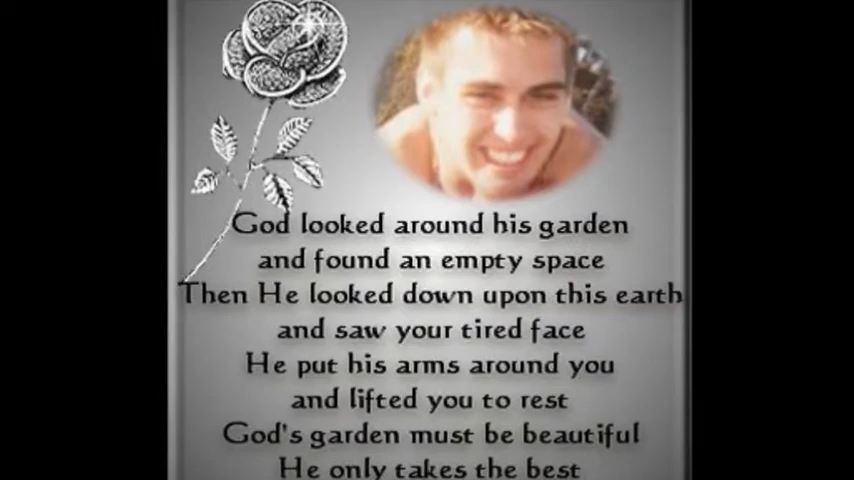 God looked around his garden
and found an empty space
Then He looked down upon this earth
and saw your tired face
He put his arms around you
and lifted you to rest
God's garden must be beautiful
He only takes the best